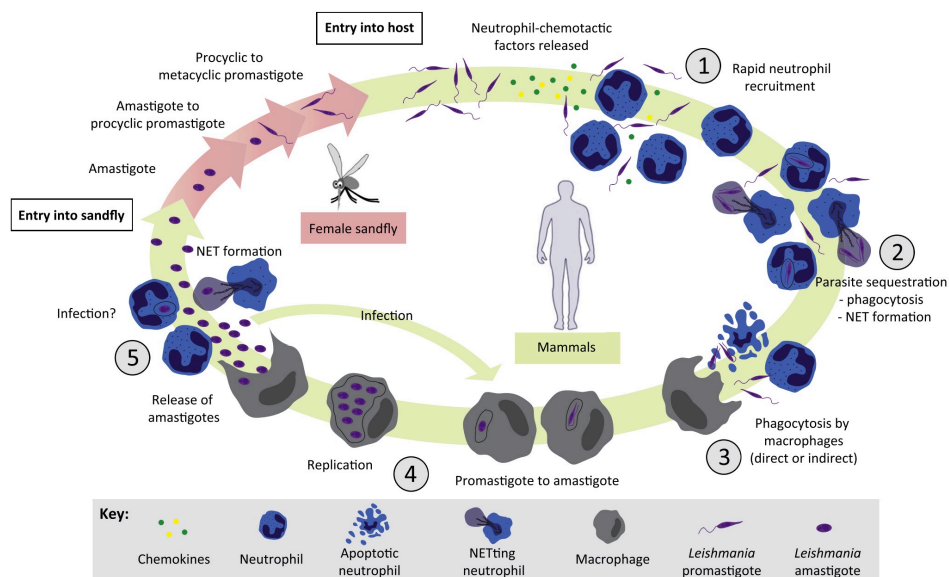 Entry into host
Neutrophil-chemotactic
factors released
1
Rapid neutrophil
recruitment
Procyclic to
metacyclic promastigote
Amastigote to
procyclic promastigote
Amastigote
Entry into sandfly
Female sandfly
NET formation
2
Parasite sequestration
- phagocytosis
- NET formation
Infection?
5
Infection
Mammals
Release of
amastigotes
Replication
4
Promastigote to amastigote
3
Phagocytosis by
macrophages
(direct or indirect)
Key:
Chemokines
Neutrophil
Apoptotic
neutrophil
NETting
neutrophil
Macrophage
Leishmania
promastigote
Leishmania
amastigote